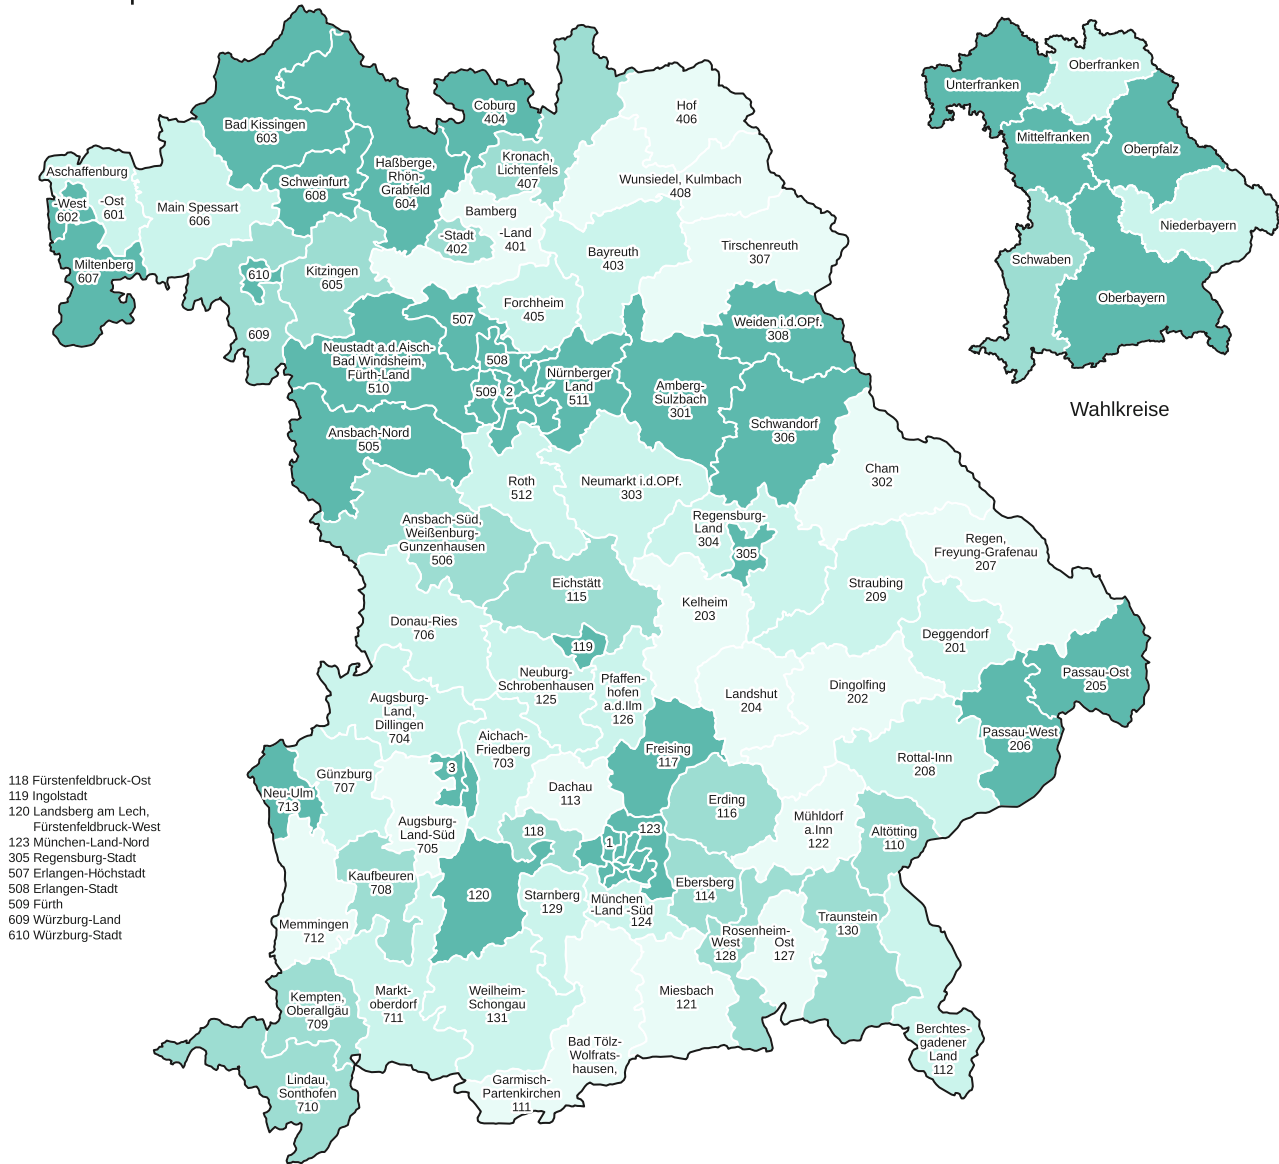 Bad Kissingen
603
Coburg
404
Hof
406
Kronach,
Lichtenfels
407
Haßberge,
Rhön-
Grabfeld
604
Schweinfurt
608
Aschaffenburg
-West
602
-Ost
601
Main Spessart
606
Wunsiedel, Kulmbach
408
Bamberg
-Stadt
402
-Land
401
Bayreuth
403
Tirschenreuth
307
Miltenberg
607
610
Kitzingen
605
Forchheim
405
609
507
Weiden i.d.OPf.
308
Neustadt a.d.Aisch-
Bad Windsheim,
Fürth-Land
510
508
509
2
Nürnberger
Land
511
Amberg-
Sulzbach
301
Schwandorf
306
Ansbach-Nord
505
Roth
512
Neumarkt i.d.OPf.
303
Cham
302
Regensburg-
Land
304
305
Ansbach-Süd,
Weißenburg-
Gunzenhausen
506
Regen,
Freyung-Grafenau
207
Eichstätt
115
Straubing
209
Kelheim
203
Donau-Ries
706
119
Deggendorf
201
Neuburg-
Schrobenhausen
125
Pfaffen-
hofen
a.d.Ilm
126
Landshut
204
Dingolfing
202
Passau-Ost
205
Augsburg-
Land,
Dillingen
704
Aichach-
Friedberg
703
Freising
117
Passau-West
206
Rottal-Inn
208
Günzburg
707
3
Neu-Ulm
713
Dachau
113
Erding
116
Augsburg-
Land-Süd
705
118
1
123
Mühldorf
a.Inn
122
Altötting
110
Kaufbeuren
708
120
Starnberg
129
München
-Land -Süd
124
Ebersberg
114
Memmingen
712
Traunstein
130
Rosenheim-
West
128
Ost
127
Kempten,
Oberallgäu
709
Markt-
oberdorf
711
Weilheim-
Schongau
131
Miesbach
121
Bad Tölz-
Wolfrats-
hausen,
Garmisch-
Partenkirchen
111
Berchtes-
gadener
Land
112
Lindau,
Sonthofen
710
118 Fürstenfeldbruck-Ost
119 Ingolstadt
120 Landsberg am Lech,
Fürstenfeldbruck-West
123 München-Land-Nord
305 Regensburg-Stadt
507 Erlangen-Höchstadt
508 Erlangen-Stadt
509 Fürth
609 Würzburg-Land
610 Würzburg-Stadt
Oberfranken
Unterfranken
Mittelfranken
Oberpfalz
Niederbayern
Schwaben
Oberbayern
Wahlkreise